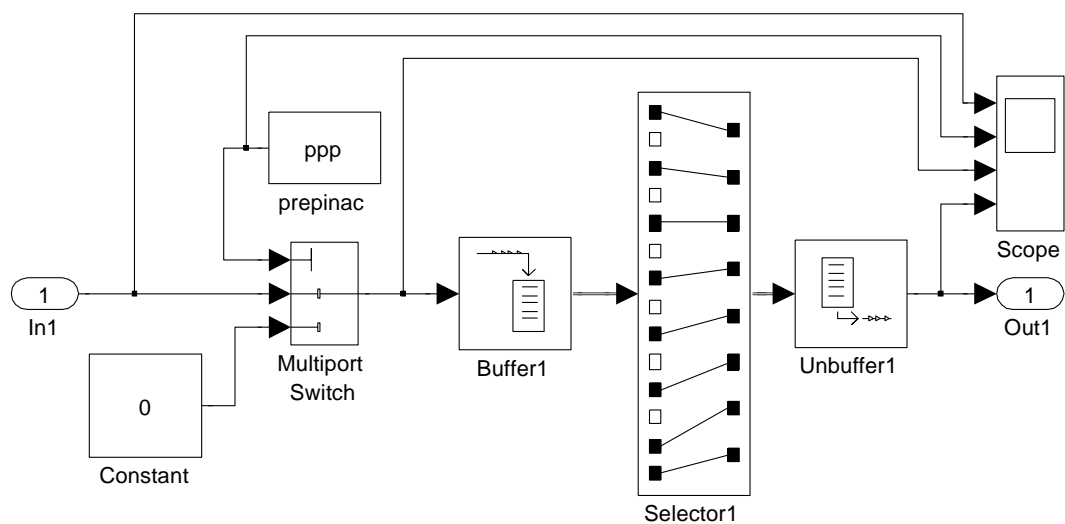 ppp
prepinac
Scope
1
In1
Multiport
Switch
Buffer1
Unbuffer1
1
Out1
0
Constant
Selector1